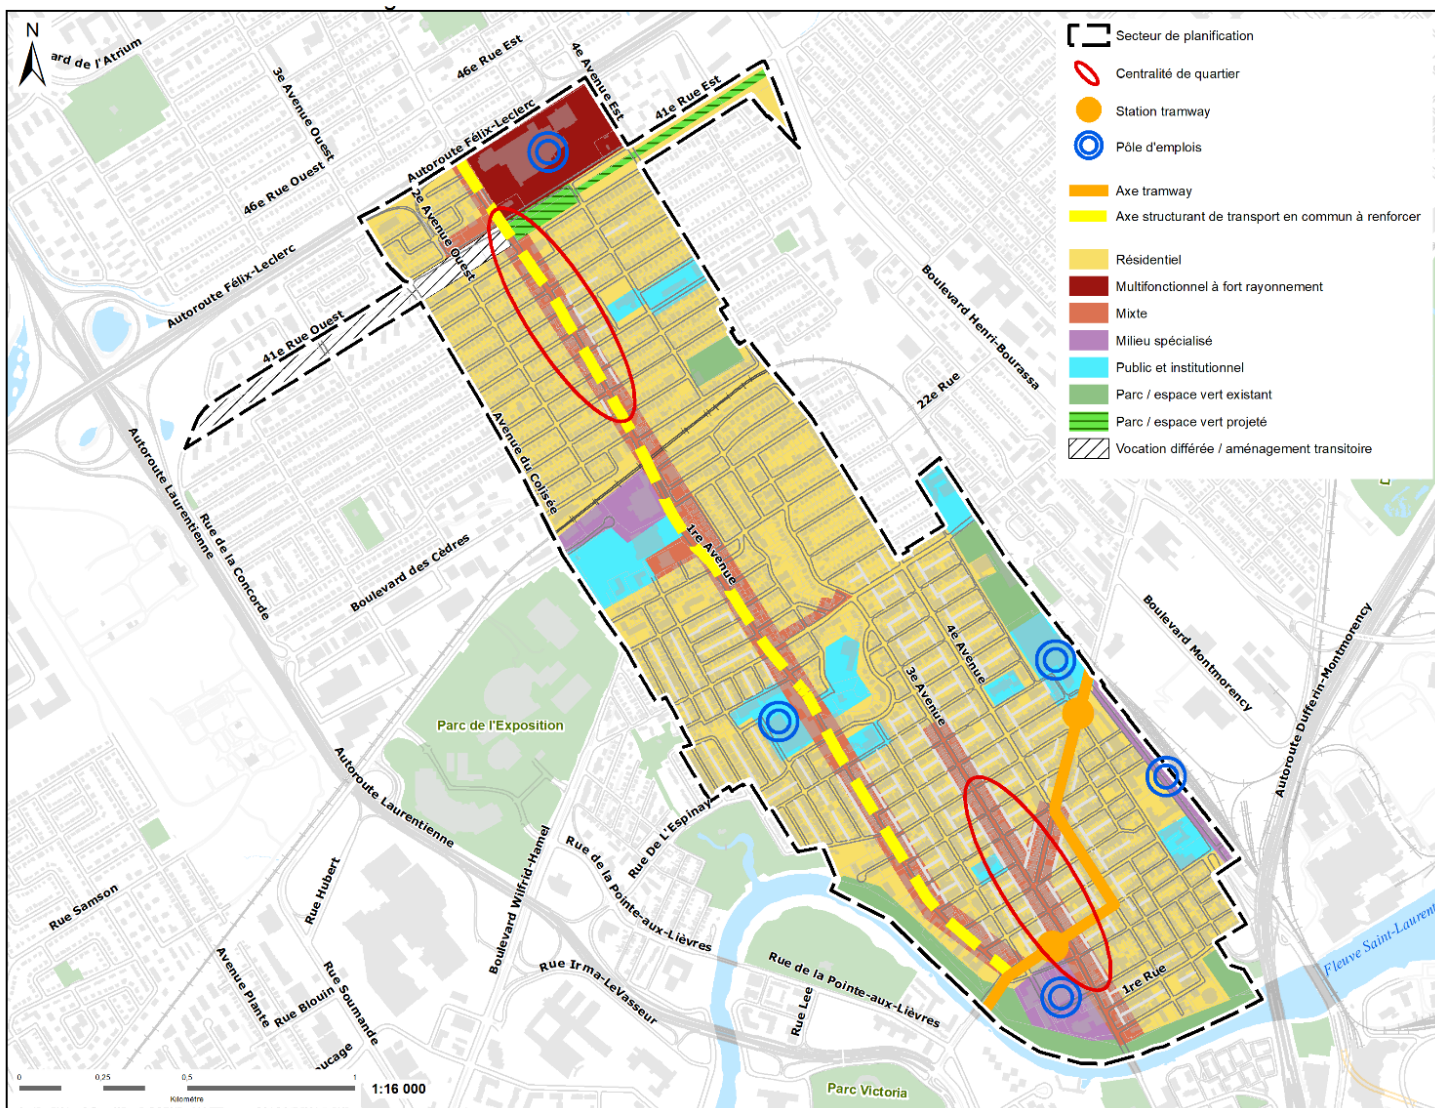 N
ard de l'Atrium
3e Avenue Ouest
46e Rue Est
4e Avenue Est
41e Rue Est
Autoroute Félix-Leclerc
46e Rue Ouest
2e Avenue Ouest
Autoroute Félix-Leclerc
41e Rue Ouest
Boulevard Henri-Bourassa
22e Rue
Avenue du Colisée
Autoroute Laurentienne
Rue de la Concorde
Boulevard des Cèdres
1re Avenue
4e Avenue
3e Avenue
Boulevard Montmorency
Autoroute Dufferin-Montmorency
Parc de l'Exposition
Autoroute Laurentienne
Boulevard Wilfrid-Hamel
Rue De L'Espinay
Rue de la Pointe-aux-Lièvres
Rue Hubert
Rue Samson
Avenue Plante
Rue Blouin
Rue Soumande
ucage
Rue Irma-LeVasseur
Rue Lee
Rue de la Pointe-aux-Lièvres
1re Rue
Fleuve Saint-Laurent
Parc Victoria
Secteur de planification
Centralité de quartier
Station tramway
Pôle d'emplois
Axe tramway
Axe structurant de transport en commun à renforcer
Résidentiel
Multifonctionnel à fort rayonnement
Mixte
Milieu spécialisé
Public et institutionnel
Parc / espace vert existant
Parc / espace vert projeté
Vocation différée / aménagement transitoire
0 0,25 0,5 1
Kilomètre
1:16 000